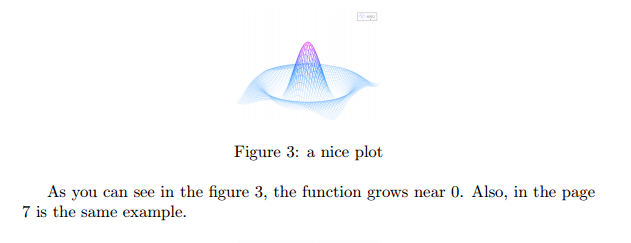 Figure 3: a nice plot
As you can see in the figure 3, the function grows near 0. Also, in the page
7 is the same example.